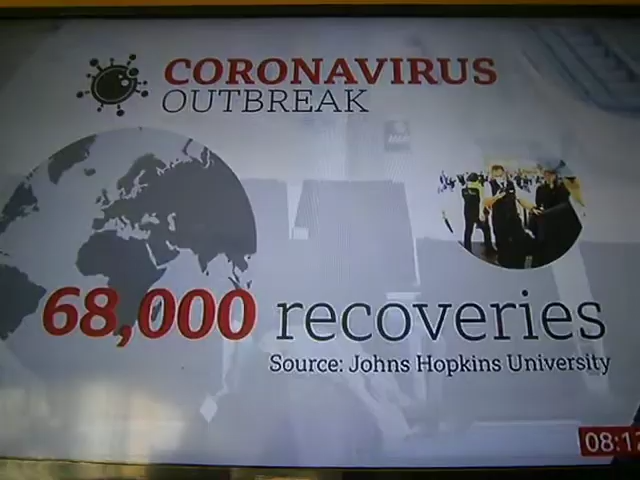 CORONAVIRUS
OUTBREAK
68,000 recoveries
Source: Johns Hopkins University
08:12